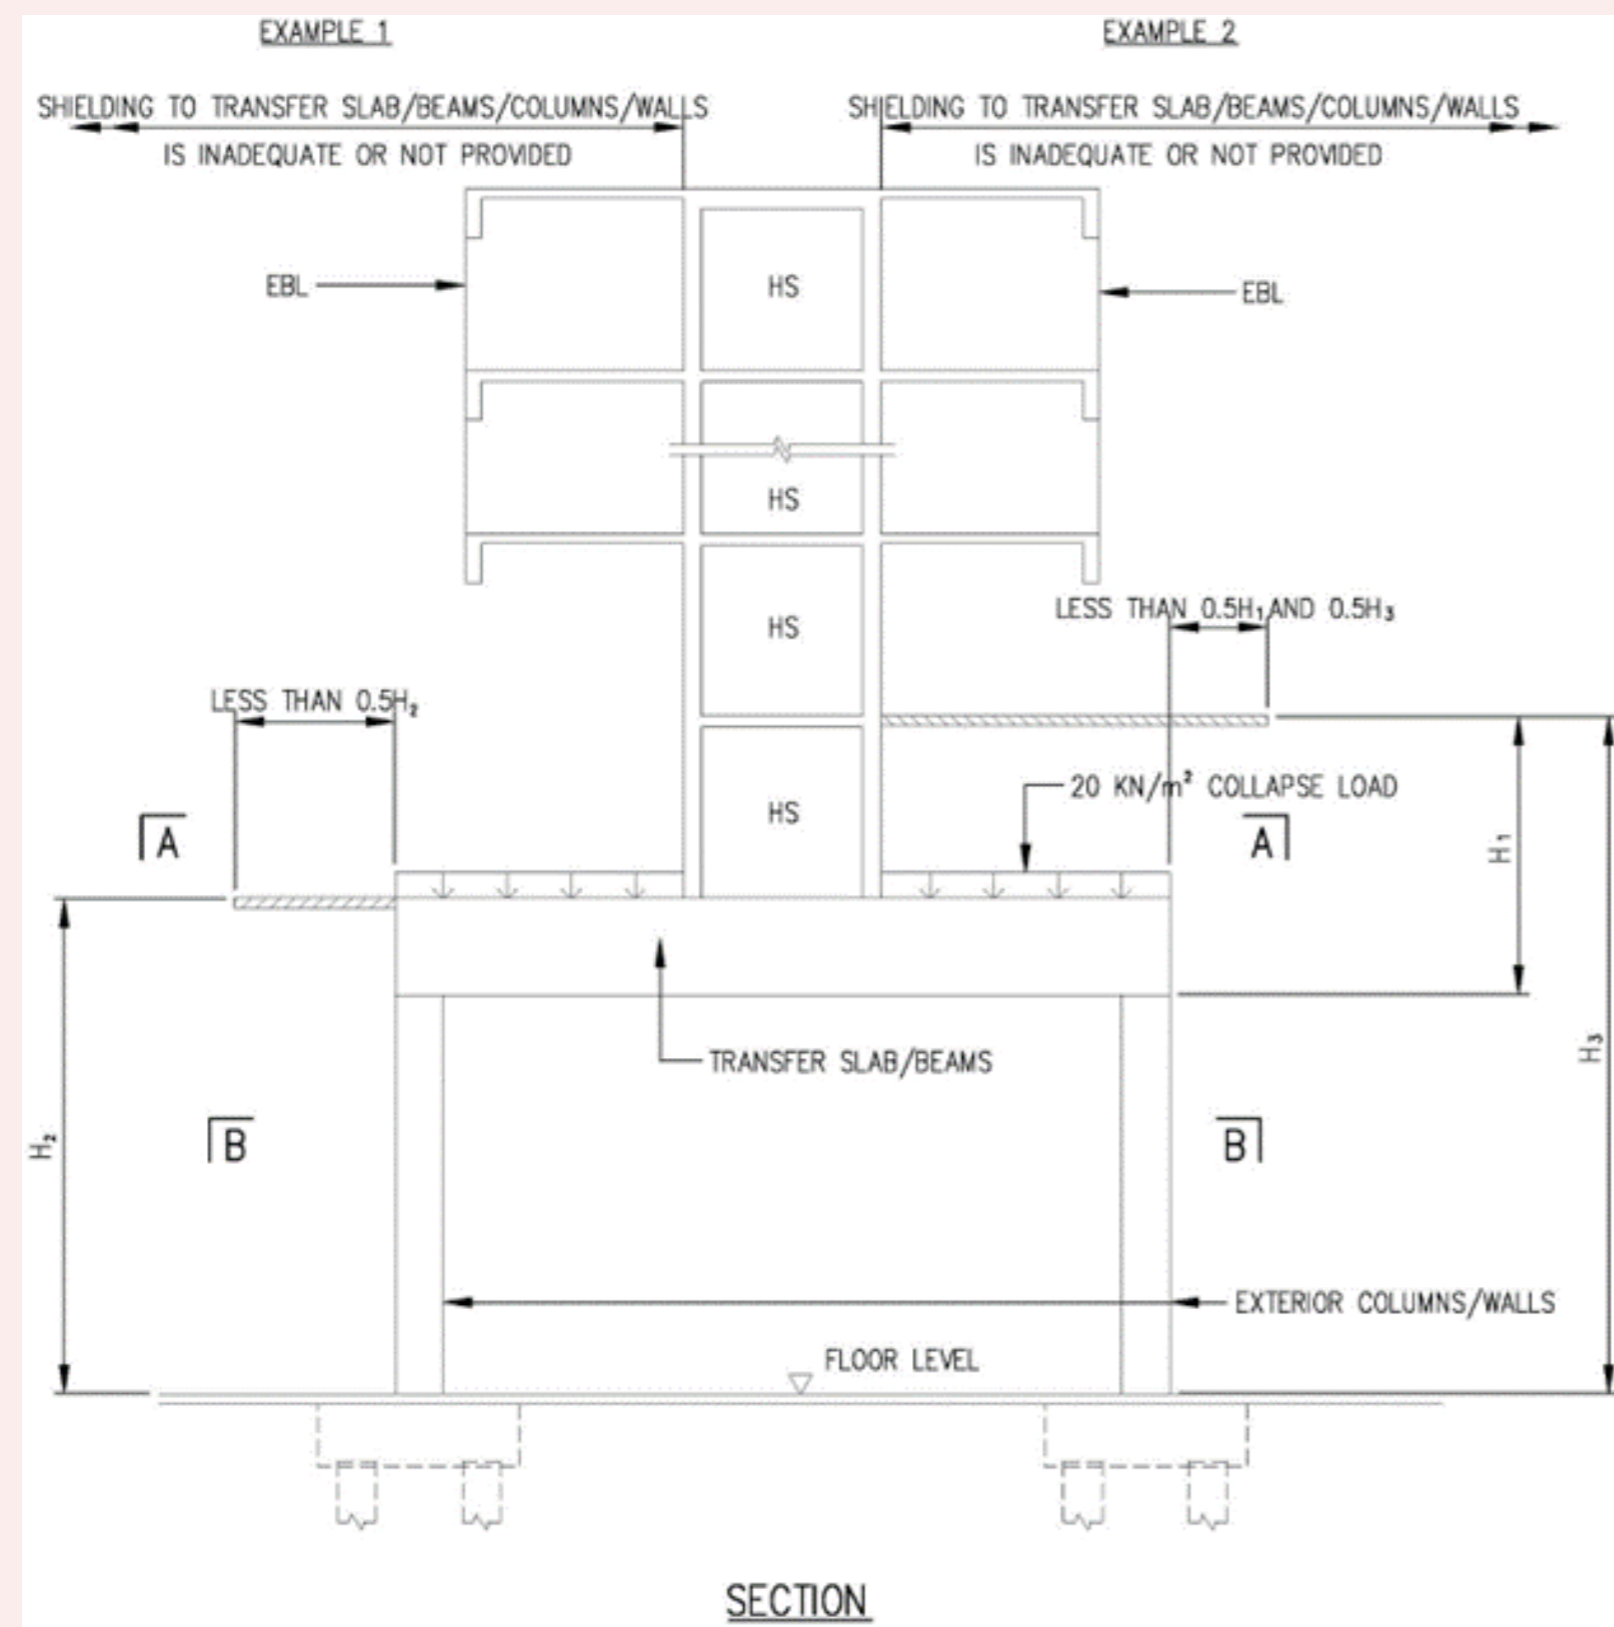 EXAMPLE 1
EXAMPLE 2
SHIELDING TO TRANSFER SLAB/BEAMS/COLUMNS/WALLS
IS INADEQUATE OR NOT PROVIDED
SHIELDING TO TRANSFER SLAB/BEAMS/COLUMNS/WALLS
IS INADEQUATE OR NOT PROVIDED
EBL
HS
EBL
HS
LESS THAN 0.5H₁ AND 0.5H₃
HS
LESS THAN 0.5H₂
20 KN/m² COLLAPSE LOAD
HS
A
A
H₁
TRANSFER SLAB/BEAMS
H₃
B
B
H₂
EXTERIOR COLUMNS/WALLS
FLOOR LEVEL
SECTION